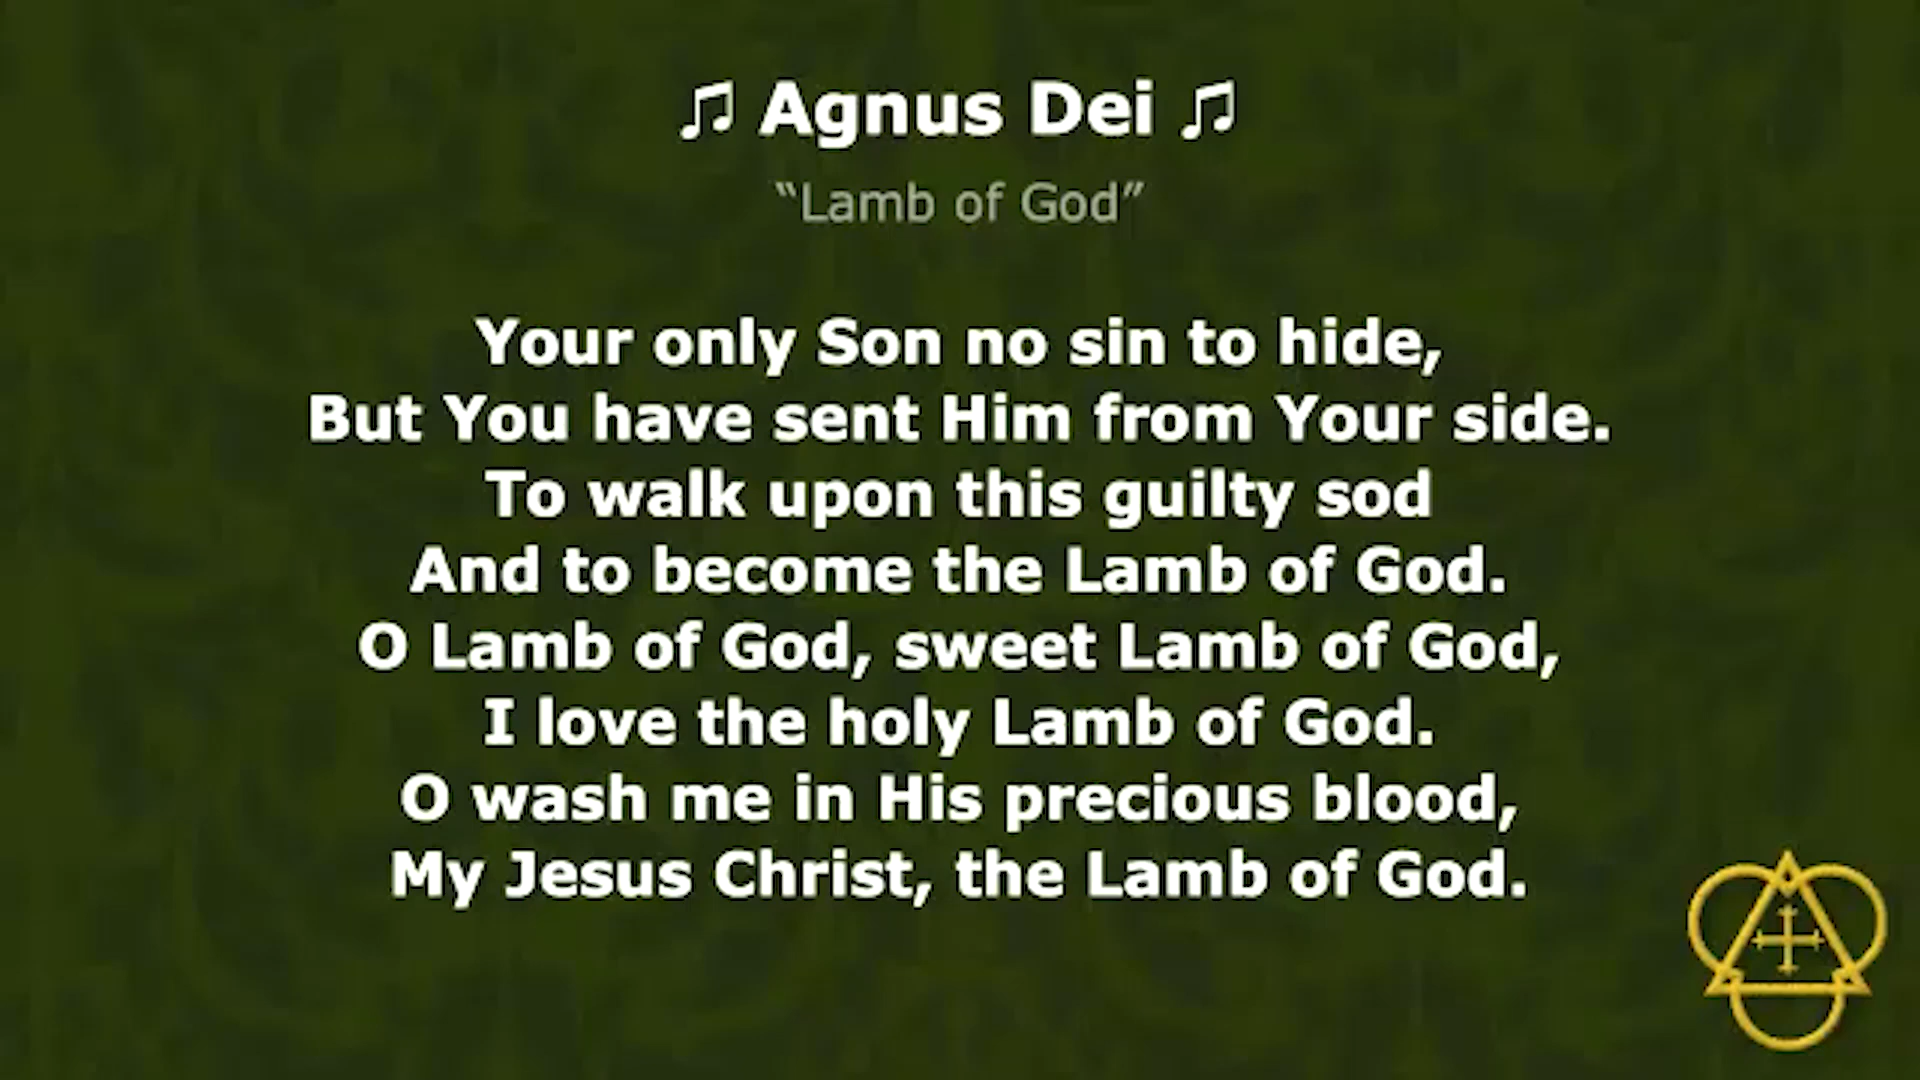 ♫ Agnus Dei ♫
“Lamb of God”
Your only Son no sin to hide,
But You have sent Him from Your side.
To walk upon this guilty sod
And to become the Lamb of God.
O Lamb of God, sweet Lamb of God,
I love the holy Lamb of God.
O wash me in His precious blood,
My Jesus Christ, the Lamb of God.